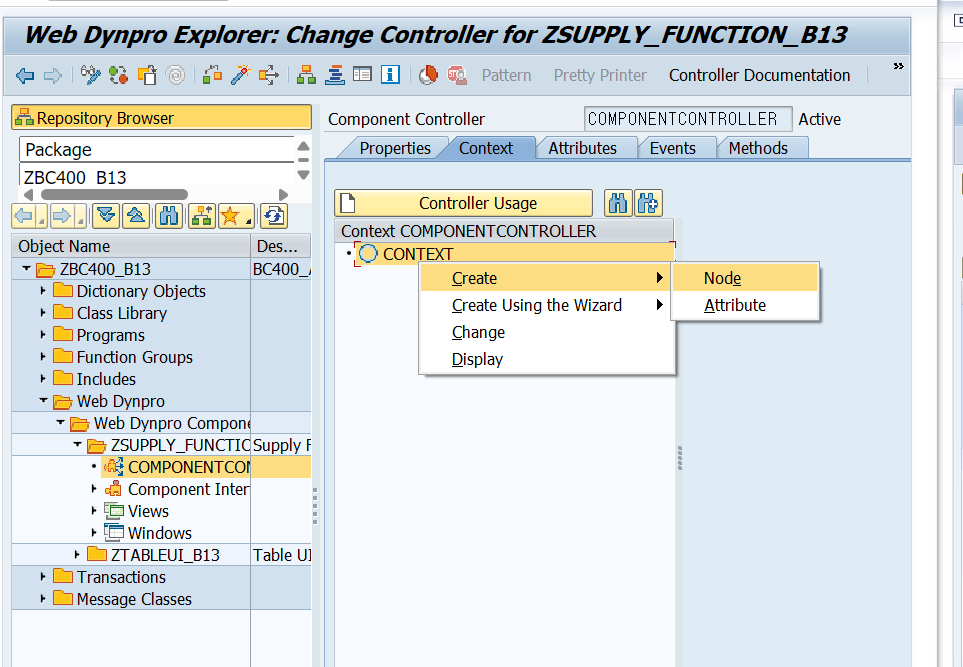 Web Dynpro Explorer: Change Controller for ZSUPPLY_FUNCTION_B13
Pattern Pretty Printer Controller Documentation
Repository Browser
Package
ZBC400_B13
Object Name Des...
ZBC400_B13 BC400_
Dictionary Objects
Class Library
Programs
Function Groups
Includes
Web Dynpro
Web Dynpro Compone
ZSUPPLY_FUNCTIC Supply F
COMPONENTCON
Component Inter
Views
Windows
ZTABLEUI_B13 Table UI
Transactions
Message Classes
Component Controller COMPONENTCONTROLLER Active
Properties Context Attributes Events Methods
Controller Usage
Context COMPONENTCONTROLLER
CONTEXT
Create
Create Using the Wizard
Change
Display
Node
Attribute